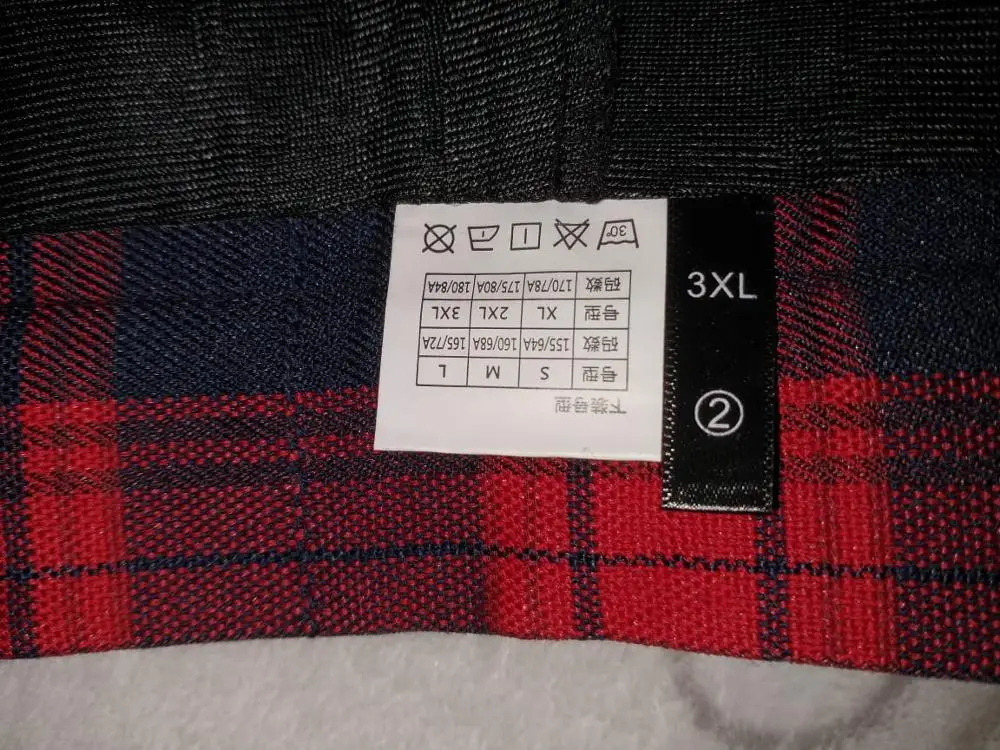 下装号型
号型 S M L
码数 155/64A 160/68A 165/72A
号型 XL 2XL 3XL
码数 170/78A 175/80A 180/84A
30°
3XL
②